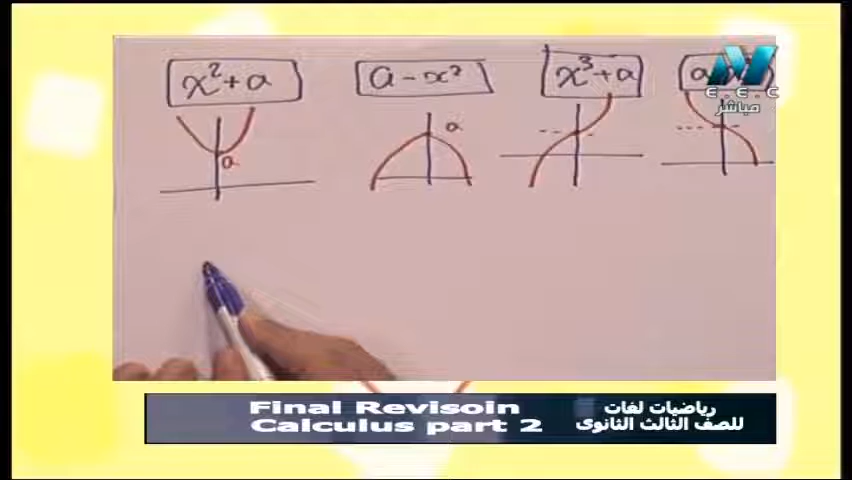 x²+a
a-x²
x³+a
E.E.C
مباشر
a
a
Final Revisoin
Calculus part 2
رياضيات لغات
للصف الثالث الثانوى